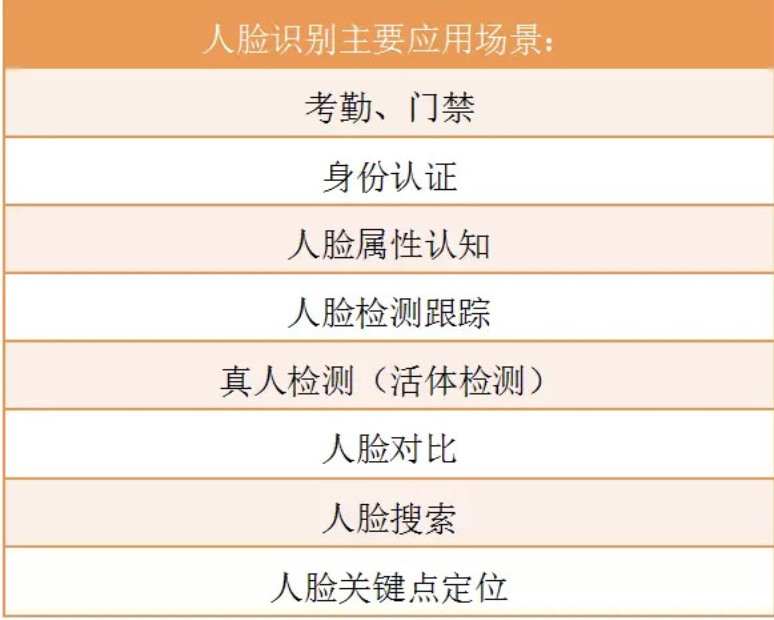 人脸识别主要应用场景：
考勤、门禁
身份认证
人脸属性认知
人脸检测跟踪
真人检测（活体检测）
人脸对比
人脸搜索
人脸关键点定位